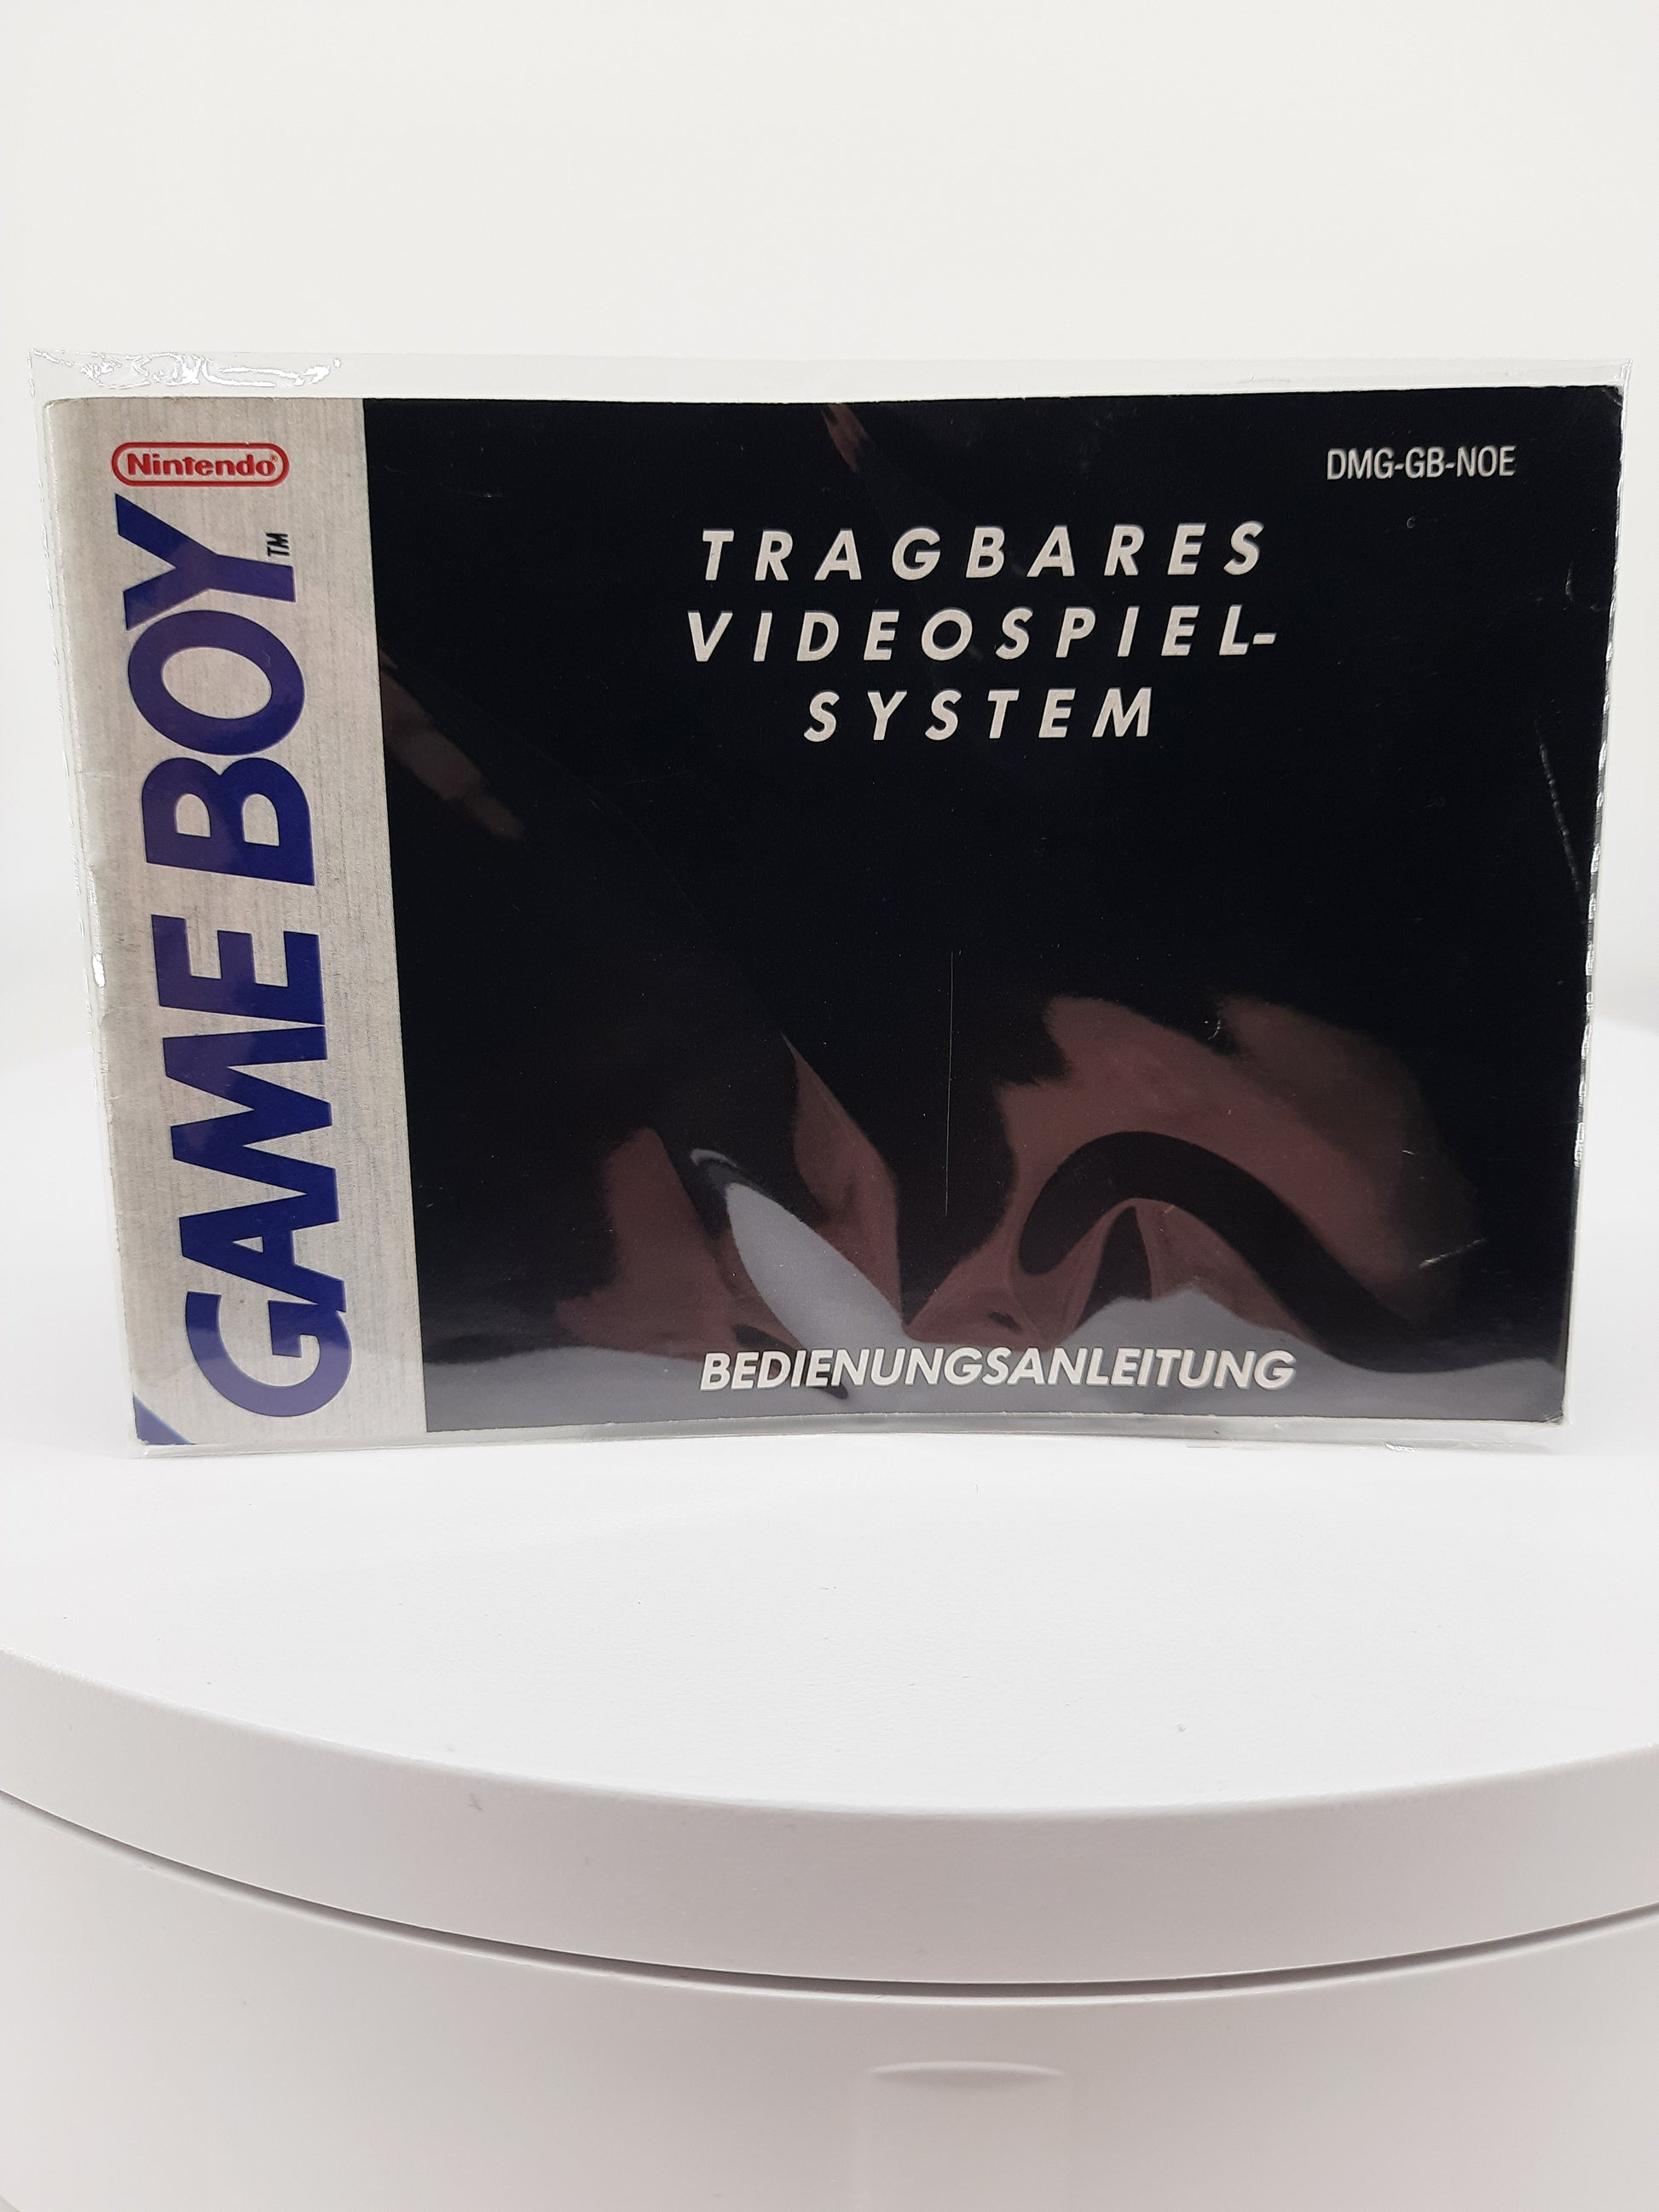 Nintendo®
GAME BOY™
DMG-GB-NOE
TRAGBARES
VIDEOSPIEL-
SYSTEM
BEDIENUNGSANLEITUNG